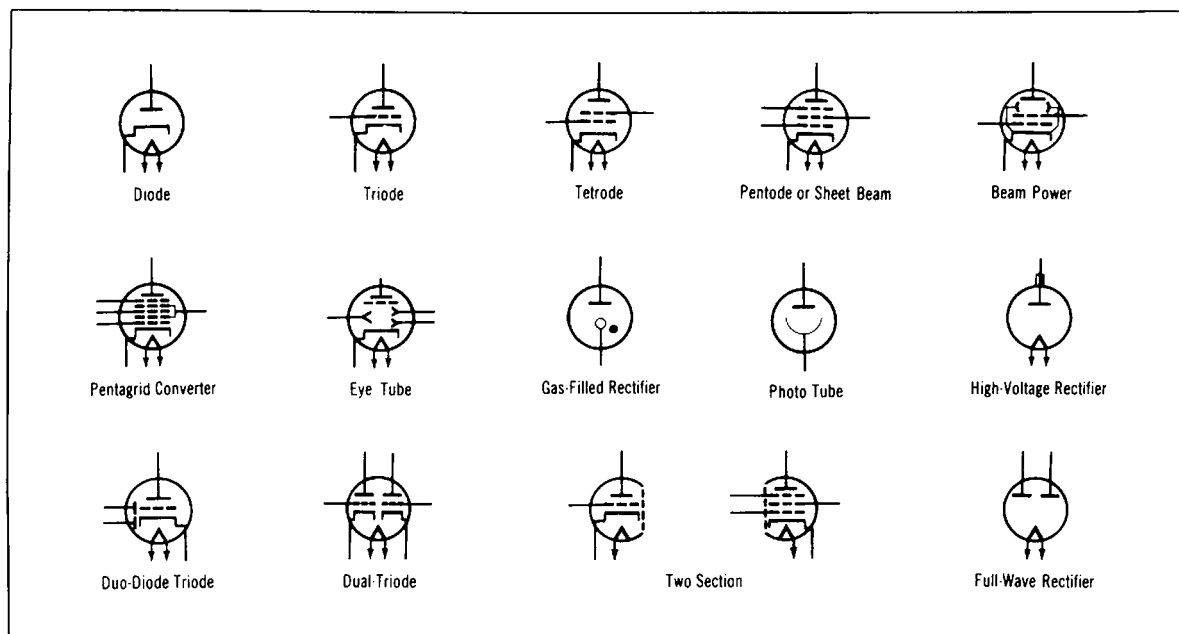 Diode
Triode
Tetrode
Pentode or Sheet Beam
Beam Power
Pentagrid Converter
Eye Tube
Gas-Filled Rectifier
Photo Tube
High-Voltage Rectifier
Duo-Diode Triode
Dual-Triode
Two Section
Full-Wave Rectifier